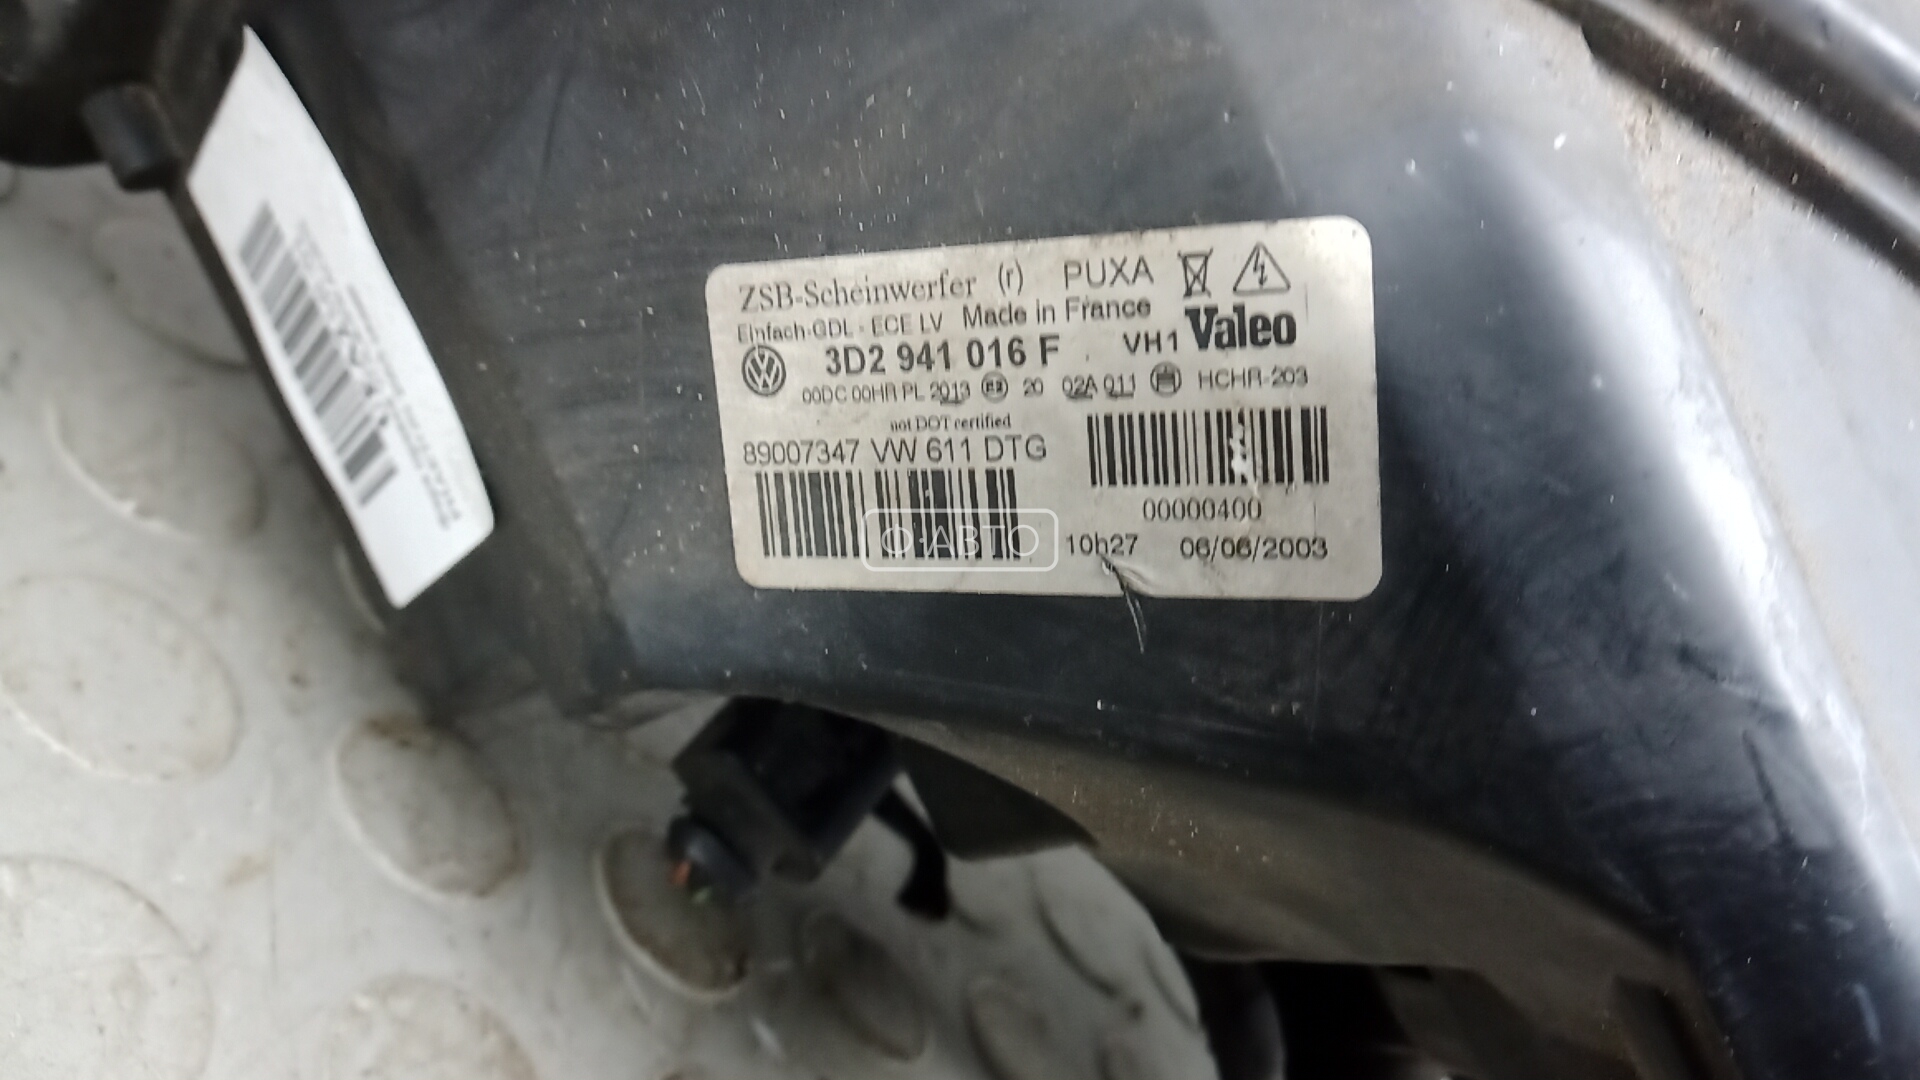 ZSB-Scheinwerfer (r) PUXA
Einfach-GDL - ECE LV Made in France
3D2 941 016 F VH1 Valeo
00DC 00HR PL 2013 E2 20 02A 011 HCHR-203
not DOT certified
89007347 VW 611 DTG
00000400
10h27 06/06/2003
Ф·АВТО